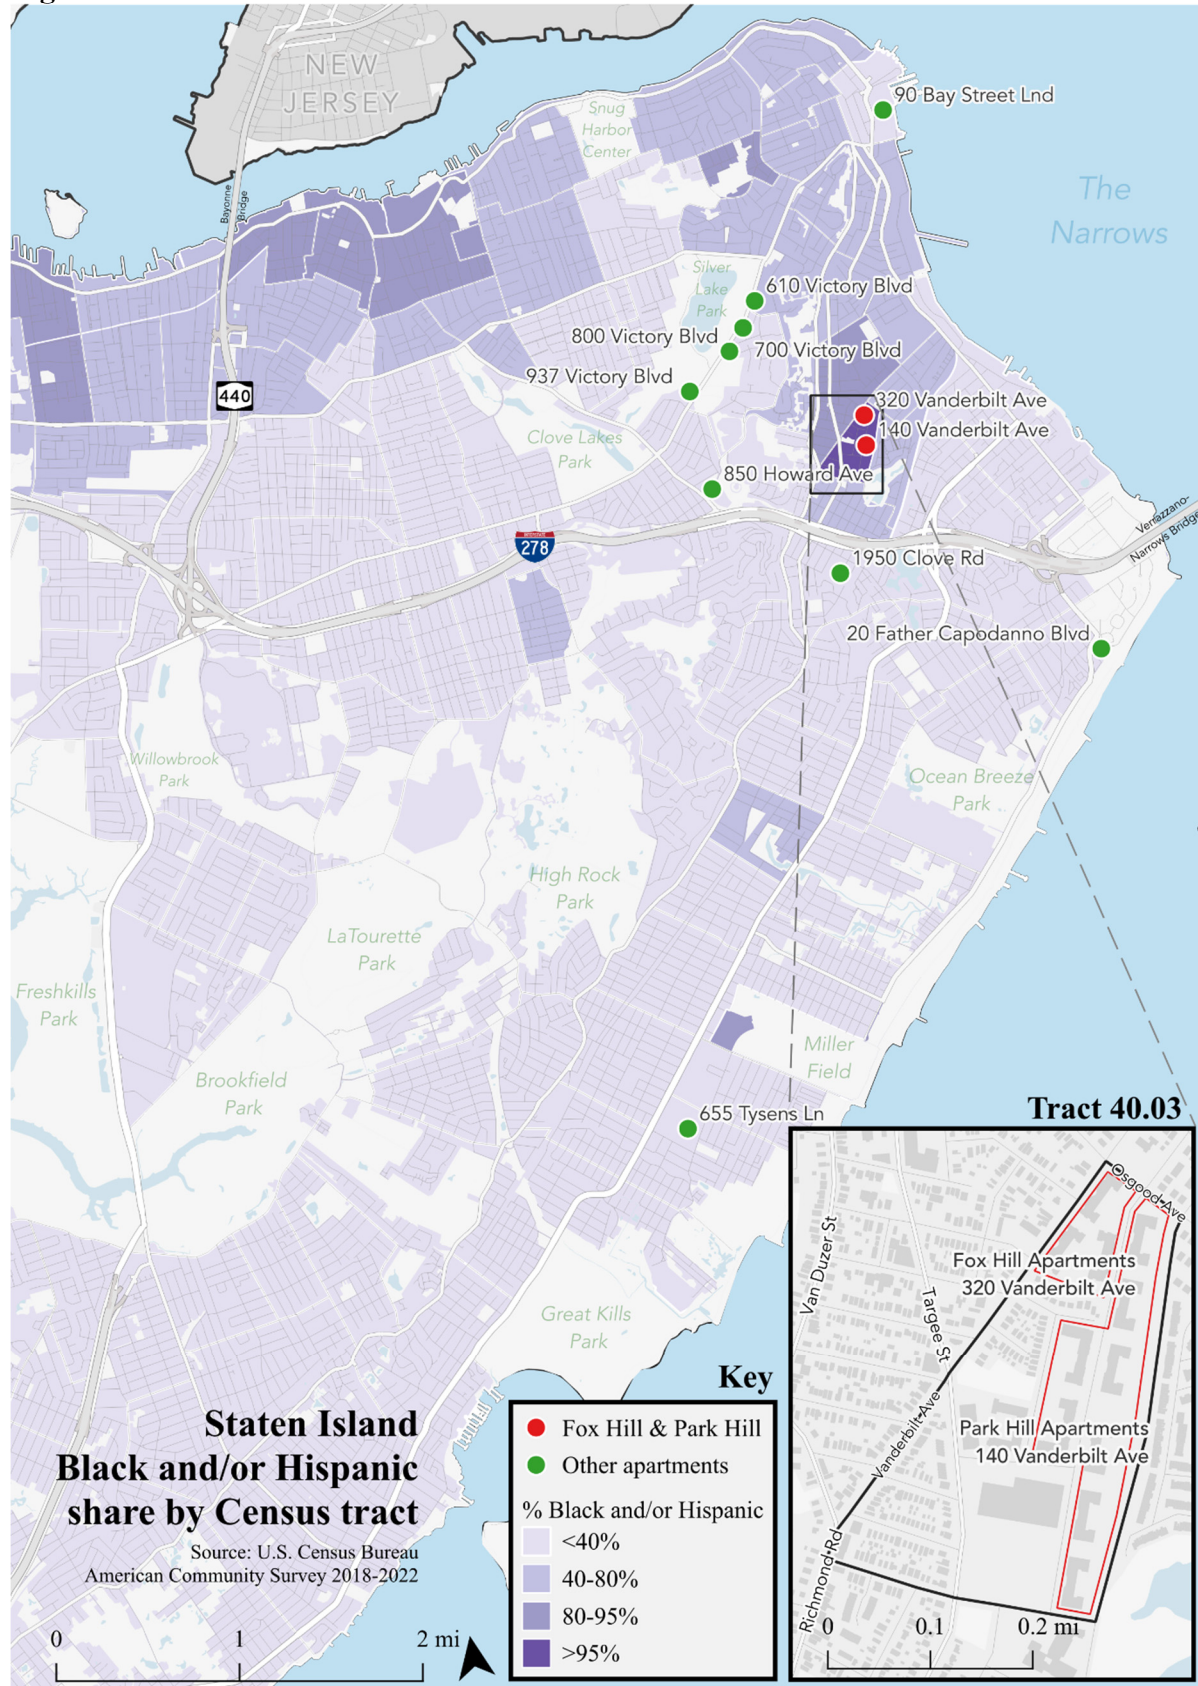 NEW
JERSEY
Snug
Harbor
Center
90 Bay Street Lnd
The
Narrows
Bayonne
Bridge
Silver
Lake
Park
610 Victory Blvd
800 Victory Blvd
700 Victory Blvd
937 Victory Blvd
440
320 Vanderbilt Ave
140 Vanderbilt Ave
Clove Lakes
Park
850 Howard Ave
INTERSTATE
278
Verrazzano-
Narrows Bridge
1950 Clove Rd
20 Father Capodanno Blvd
Willowbrook
Park
Ocean Breeze
Park
High Rock
Park
LaTourette
Park
Freshkills
Park
Miller
Field
Brookfield
Park
655 Tysens Ln
Great Kills
Park
Tract 40.03
Osgood Ave
Van Duzer St
Fox Hill Apartments
320 Vanderbilt Ave
Targee St
Vanderbilt Ave
Park Hill Apartments
140 Vanderbilt Ave
Richmond Rd
0 0.1 0.2 mi
Key
Fox Hill & Park Hill
Other apartments
% Black and/or Hispanic
<40%
40-80%
80-95%
>95%
Staten Island
Black and/or Hispanic
share by Census tract
Source: U.S. Census Bureau
American Community Survey 2018-2022
0 1 2 mi